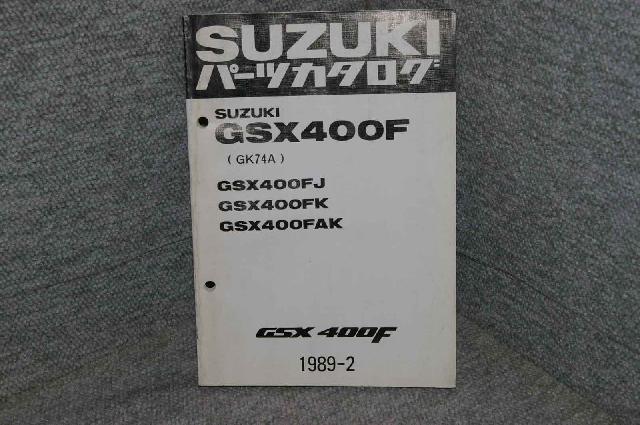 SUZUKI
パーツカタログ
SUZUKI
GSX400F
(GK74A)
GSX400FJ
GSX400FK
GSX400FAK
GSX 400F
1989-2